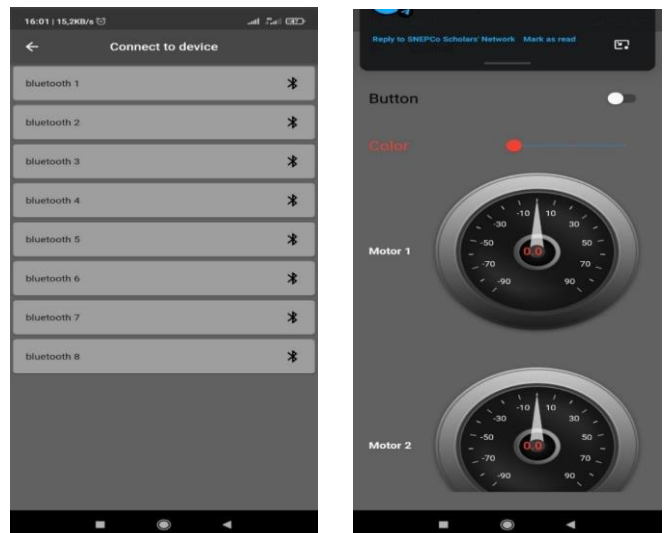 16:01 | 15,2KB/s
Connect to device
bluetooth 1
bluetooth 2
bluetooth 3
bluetooth 4
bluetooth 5
bluetooth 6
bluetooth 7
bluetooth 8
Reply to SNEPCo Scholars' Network Mark as read
Button
Color
-10 10
-30 30
-50 50
Motor 1 0.0
-70 70
-90 90
-10 10
-30 30
-50 50
Motor 2 0.0
-70 70
-90 90